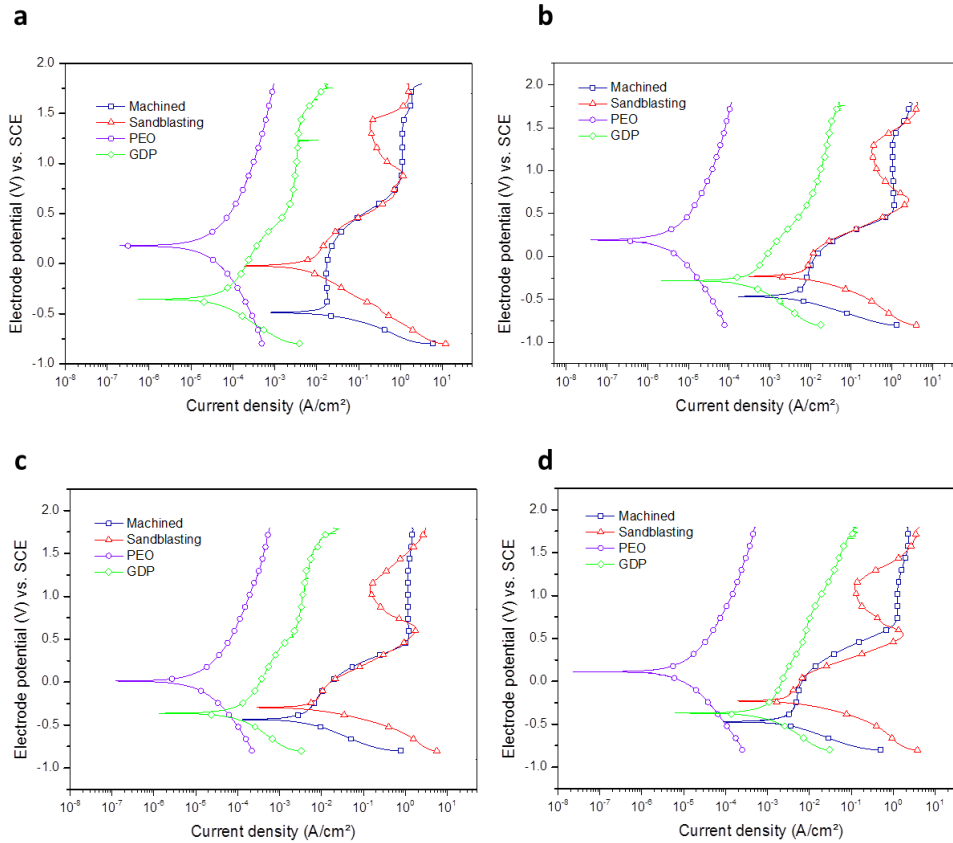 a
2.0
1.5
1.0
0.5
0.0
-0.5
-1.0
Electrode potential (V) vs. SCE
Machined
Sandblasting
PEO
GDP
10⁻⁸ 10⁻⁷ 10⁻⁶ 10⁻⁵ 10⁻⁴ 10⁻³ 10⁻² 10⁻¹ 10⁰ 10¹
Current density (A/cm²)
b
2.0
1.5
1.0
0.5
0.0
-0.5
-1.0
Electrode potential (V) vs. SCE
Machined
Sandblasting
PEO
GDP
10⁻⁸ 10⁻⁷ 10⁻⁶ 10⁻⁵ 10⁻⁴ 10⁻³ 10⁻² 10⁻¹ 10⁰ 10¹
Current density (A/cm²)
c
2.0
1.5
1.0
0.5
0.0
-0.5
-1.0
Electrode potential (V) vs. SCE
Machined
Sandblasting
PEO
GDP
10⁻⁸ 10⁻⁷ 10⁻⁶ 10⁻⁵ 10⁻⁴ 10⁻³ 10⁻² 10⁻¹ 10⁰ 10¹
Current density (A/cm²)
d
2.0
1.5
1.0
0.5
0.0
-0.5
-1.0
Electrode potential (V) vs. SCE
Machined
Sandblasting
PEO
GDP
10⁻⁸ 10⁻⁷ 10⁻⁶ 10⁻⁵ 10⁻⁴ 10⁻³ 10⁻² 10⁻¹ 10⁰ 10¹
Current density (A/cm²)